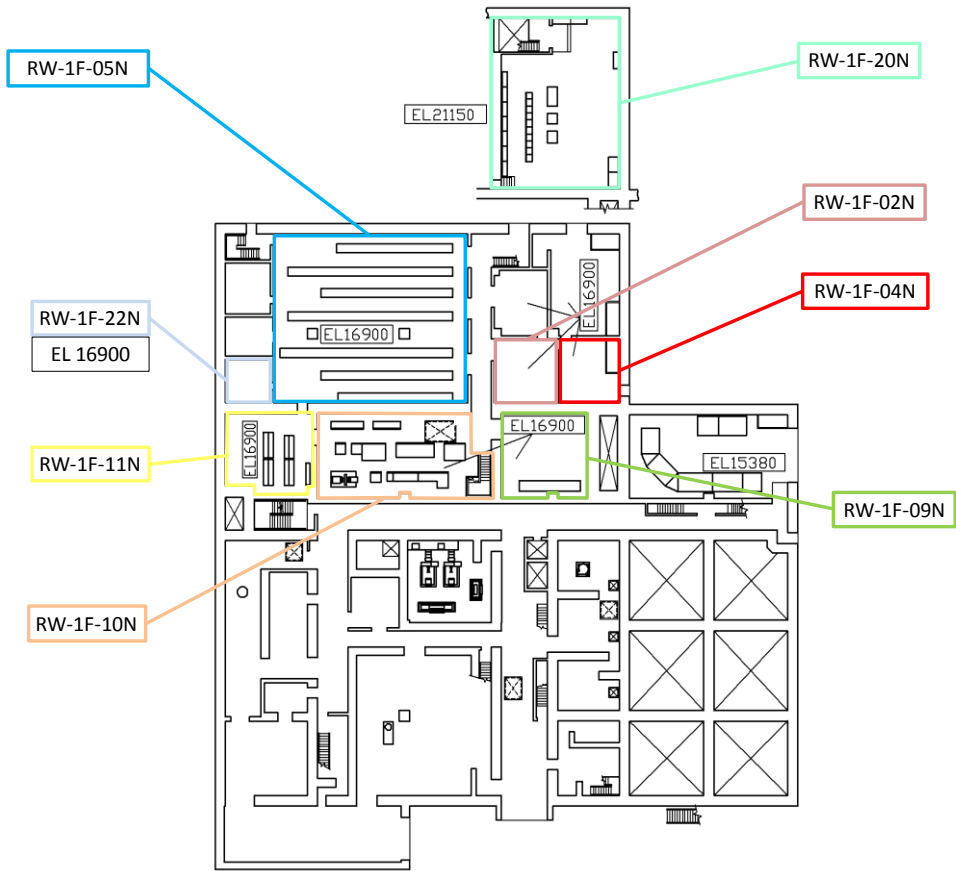 RW-1F-05N
RW-1F-20N
EL21150
RW-1F-02N
EL16900
RW-1F-04N
RW-1F-22N
EL 16900
EL16900
EL16900
EL16900
RW-1F-11N
EL15380
RW-1F-09N
RW-1F-10N